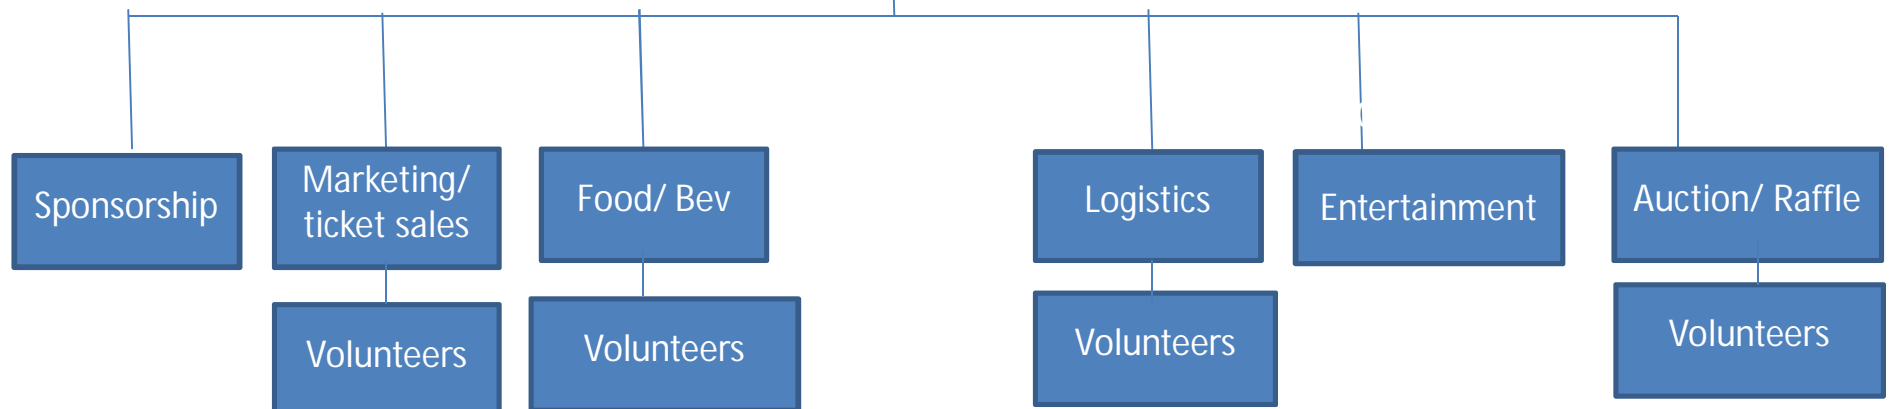 Sponsorship
Marketing/
ticket sales
Food/ Bev
Logistics
Entertainment
Auction/ Raffle
Volunteers
Volunteers
Volunteers
Volunteers